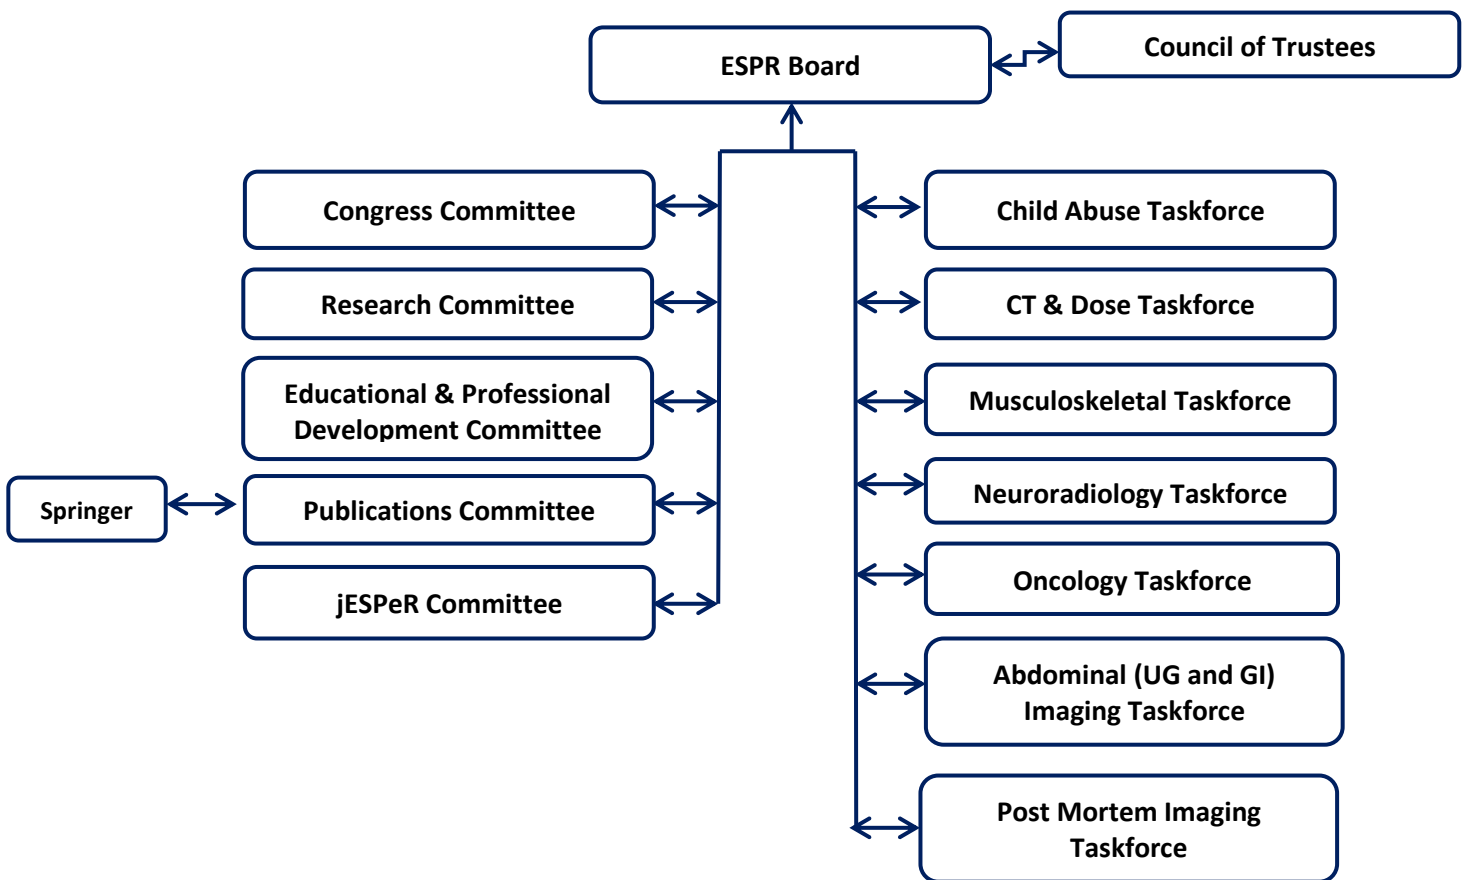 Council of Trustees
ESPR Board
Congress Committee
Research Committee
Educational & Professional
Development Committee
Springer
Publications Committee
jESPeR Committee
Child Abuse Taskforce
CT & Dose Taskforce
Musculoskeletal Taskforce
Neuroradiology Taskforce
Oncology Taskforce
Abdominal (UG and GI)
Imaging Taskforce
Post Mortem Imaging
Taskforce